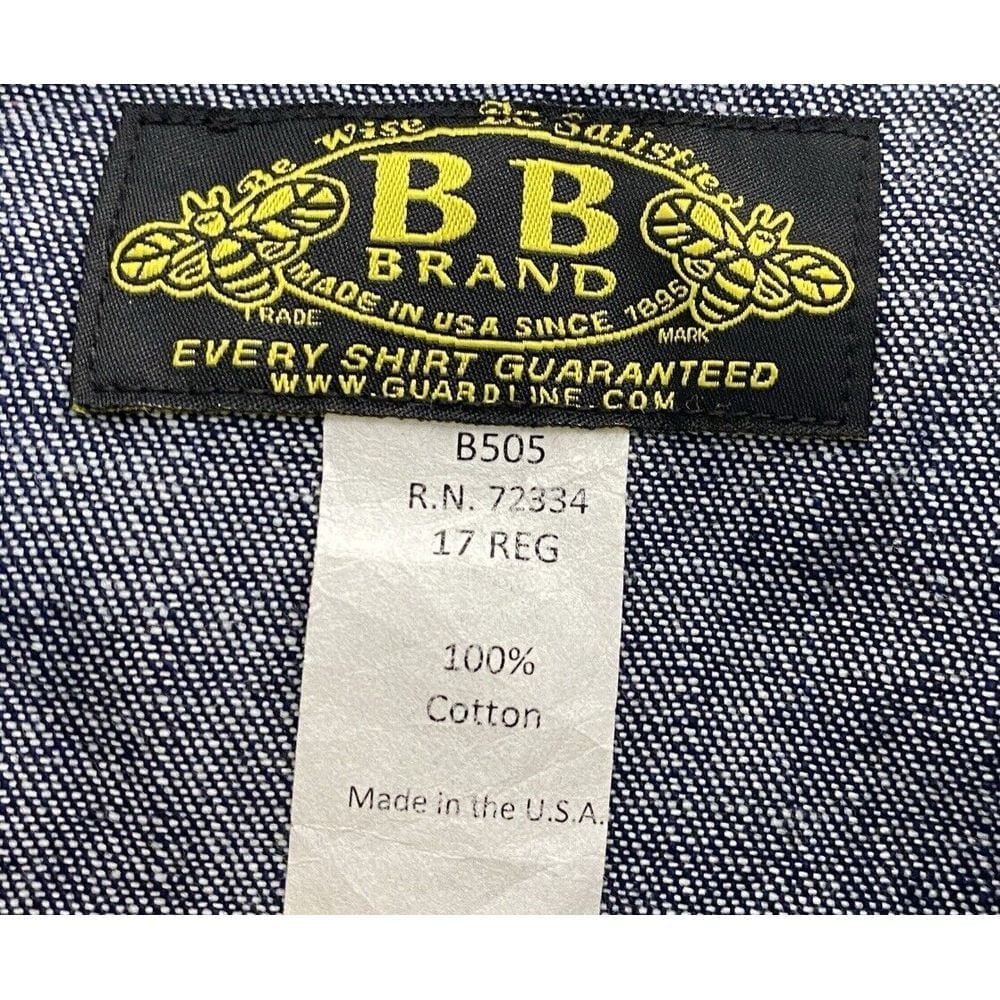 Be Wise Be Satisfied
B B
BRAND
MADE IN USA SINCE 1895
TRADE MARK
EVERY SHIRT GUARANTEED
WWW.GUARDLINE.COM
B505
R.N. 72334
17 REG
100%
Cotton
Made in the U.S.A.